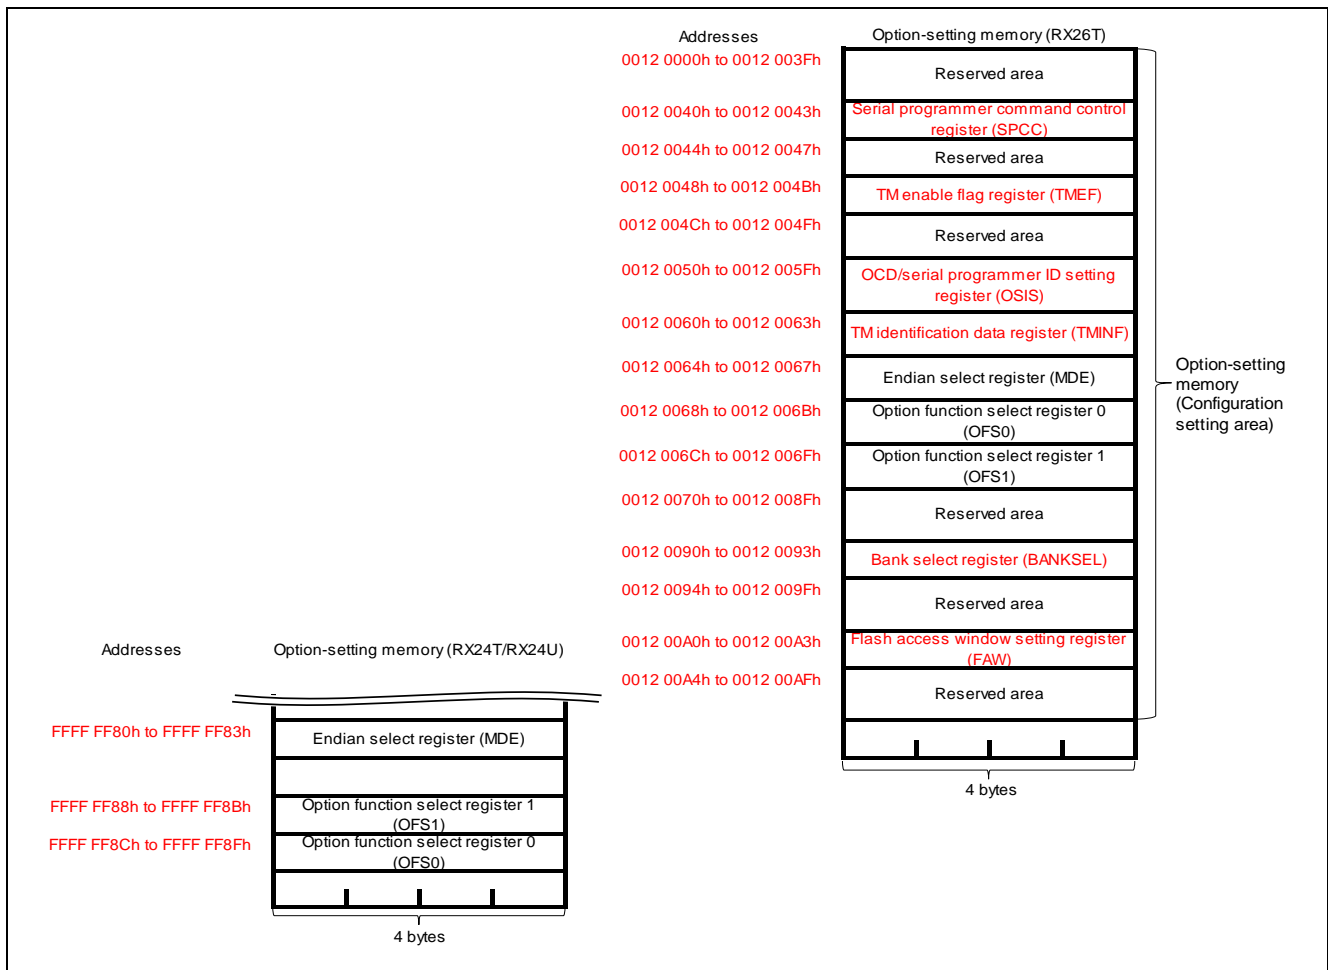 Addresses
Option-setting memory (RX26T)
0012 0000h to 0012 003Fh
Reserved area
0012 0040h to 0012 0043h
Serial programmer command control
register (SPCC)
0012 0044h to 0012 0047h
Reserved area
0012 0048h to 0012 004Bh
TM enable flag register (TMEF)
0012 004Ch to 0012 004Fh
Reserved area
0012 0050h to 0012 005Fh
OCD/serial programmer ID setting
register (OSIS)
0012 0060h to 0012 0063h
TM identification data register (TMINF)
0012 0064h to 0012 0067h
Endian select register (MDE)
0012 0068h to 0012 006Bh
Option function select register 0
(OFS0)
0012 006Ch to 0012 006Fh
Option function select register 1
(OFS1)
0012 0070h to 0012 008Fh
Reserved area
0012 0090h to 0012 0093h
Bank select register (BANKSEL)
0012 0094h to 0012 009Fh
Reserved area
0012 00A0h to 0012 00A3h
Flash access window setting register
(FAW)
0012 00A4h to 0012 00AFh
Reserved area
4 bytes
Option-setting
memory
(Configuration
setting area)
Addresses
Option-setting memory (RX24T/RX24U)
FFFF FF80h to FFFF FF83h
Endian select register (MDE)
FFFF FF88h to FFFF FF8Bh
Option function select register 1
(OFS1)
FFFF FF8Ch to FFFF FF8Fh
Option function select register 0
(OFS0)
4 bytes